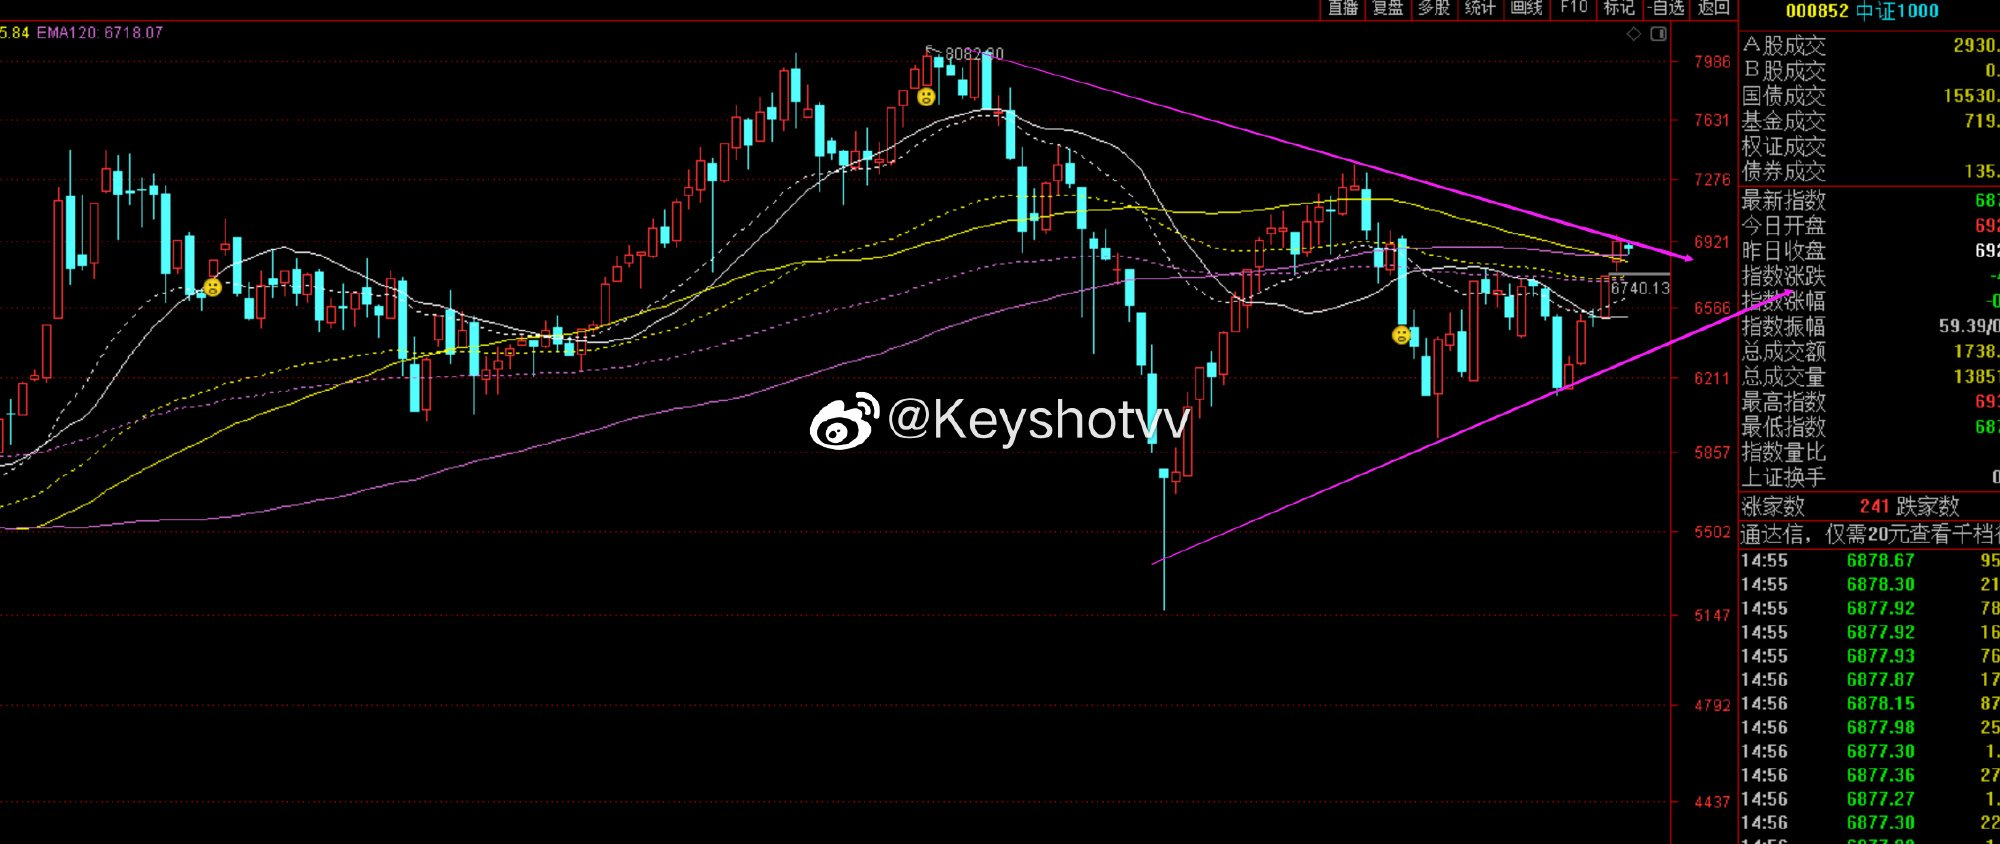 直播 复盘 多股 统计 画线 F10 标记 -自选 返回
000852 中证1000
5.84 EMA120: 6718.07
8082.90
7986
7631
7276
6921
6740.13
6566
6211
5857
5502
5147
4792
4437
@Keyshotvv
A股成交 2930.
B股成交 0.
国债成交 15530.
基金成交 719.
权证成交
债券成交 135.
最新指数 687
今日开盘 692
昨日收盘 692
指数涨跌 -4
指数涨幅 -0
指数振幅 59.39/0
总成交额 1738.
总成交量 13851
最高指数 693
最低指数 687
指数量比
上证换手 0
涨家数 241 跌家数
通达信，仅需20元查看千档行
14:55 6878.67 95
14:55 6878.30 21
14:55 6877.92 78
14:55 6877.92 16
14:55 6877.93 76
14:56 6877.87 17
14:56 6878.15 87
14:56 6877.98 25
14:56 6877.30 1.
14:56 6877.36 27
14:56 6877.27 1.
14:56 6877.30 22